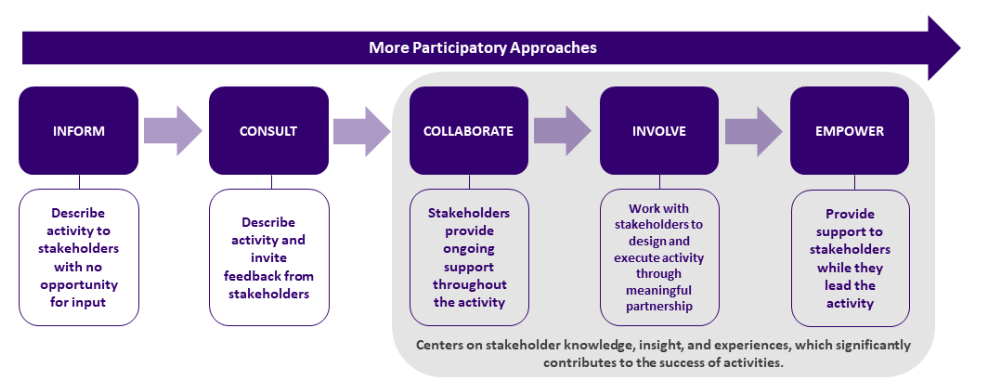 More Participatory Approaches
INFORM
CONSULT
COLLABORATE
INVOLVE
EMPOWER
Describe
activity to
stakeholders
with no
opportunity
for input
Describe
activity and
invite
feedback from
stakeholders
Stakeholders
provide
ongoing
support
throughout
the activity
Work with
stakeholders to
design and
execute activity
through
meaningful
partnership
Provide
support to
stakeholders
while they
lead the
activity
Centers on stakeholder knowledge, insight, and experiences, which significantly
contributes to the success of activities.